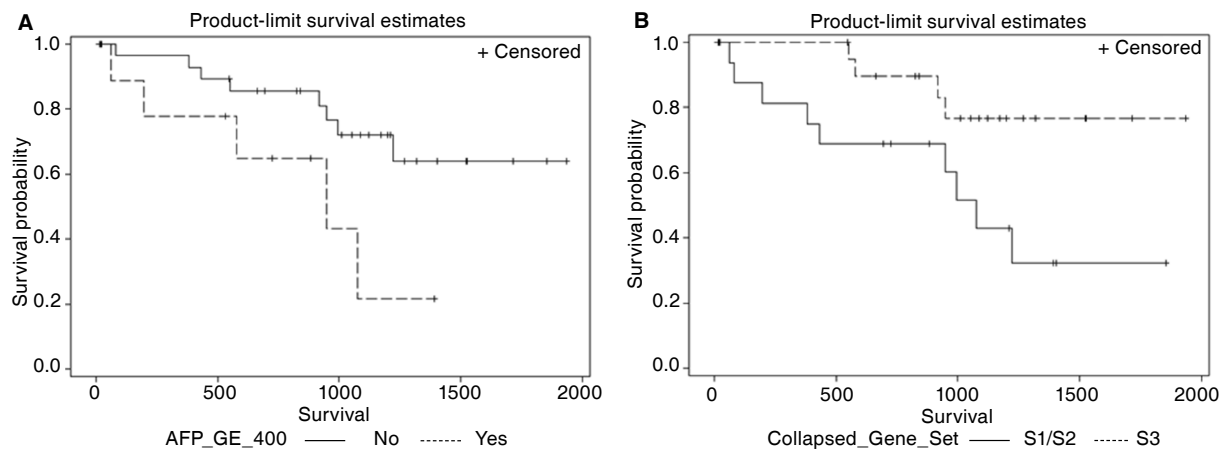 A
Product-limit survival estimates
+ Censored
Survival probability
1.0
0.8
0.6
0.4
0.2
0.0
0 500 1000 1500 2000
Survival
AFP_GE_400 No Yes
B
Product-limit survival estimates
+ Censored
Survival probability
1.0
0.8
0.6
0.4
0.2
0.0
0 500 1000 1500 2000
Survival
Collapsed_Gene_Set S1/S2 S3